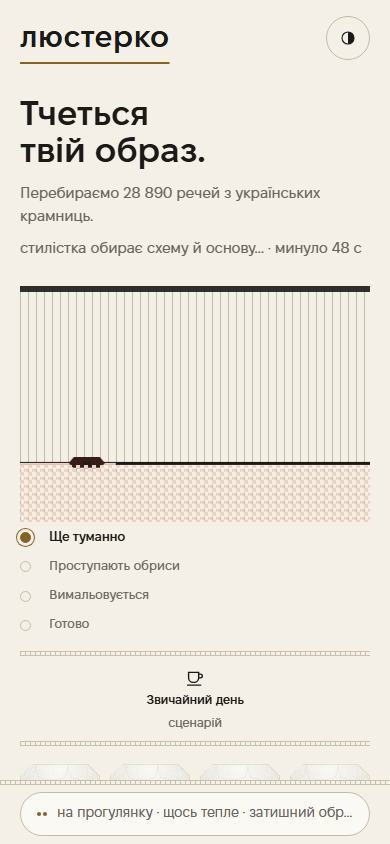 люстерко
Тчеться
твій образ.
Перебираємо 28 890 речей з українських
крамниць.
стилістка обирає схему й основу... · минуло 48 с
Ще туманно
Проступають обриси
Вимальовується
Готово
Звичайний день
сценарій
на прогулянку · щось тепле · затишний обр...